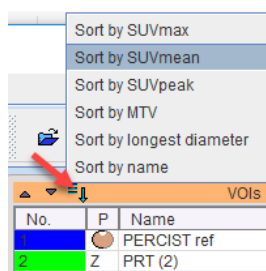 Sort by SUVmax
Sort by SUVmean
Sort by SUVpeak
Sort by MTV
Sort by longest diameter
Sort by name
VOIs
No. P Name
1 PERCIST ref
2 Z PRT (2)